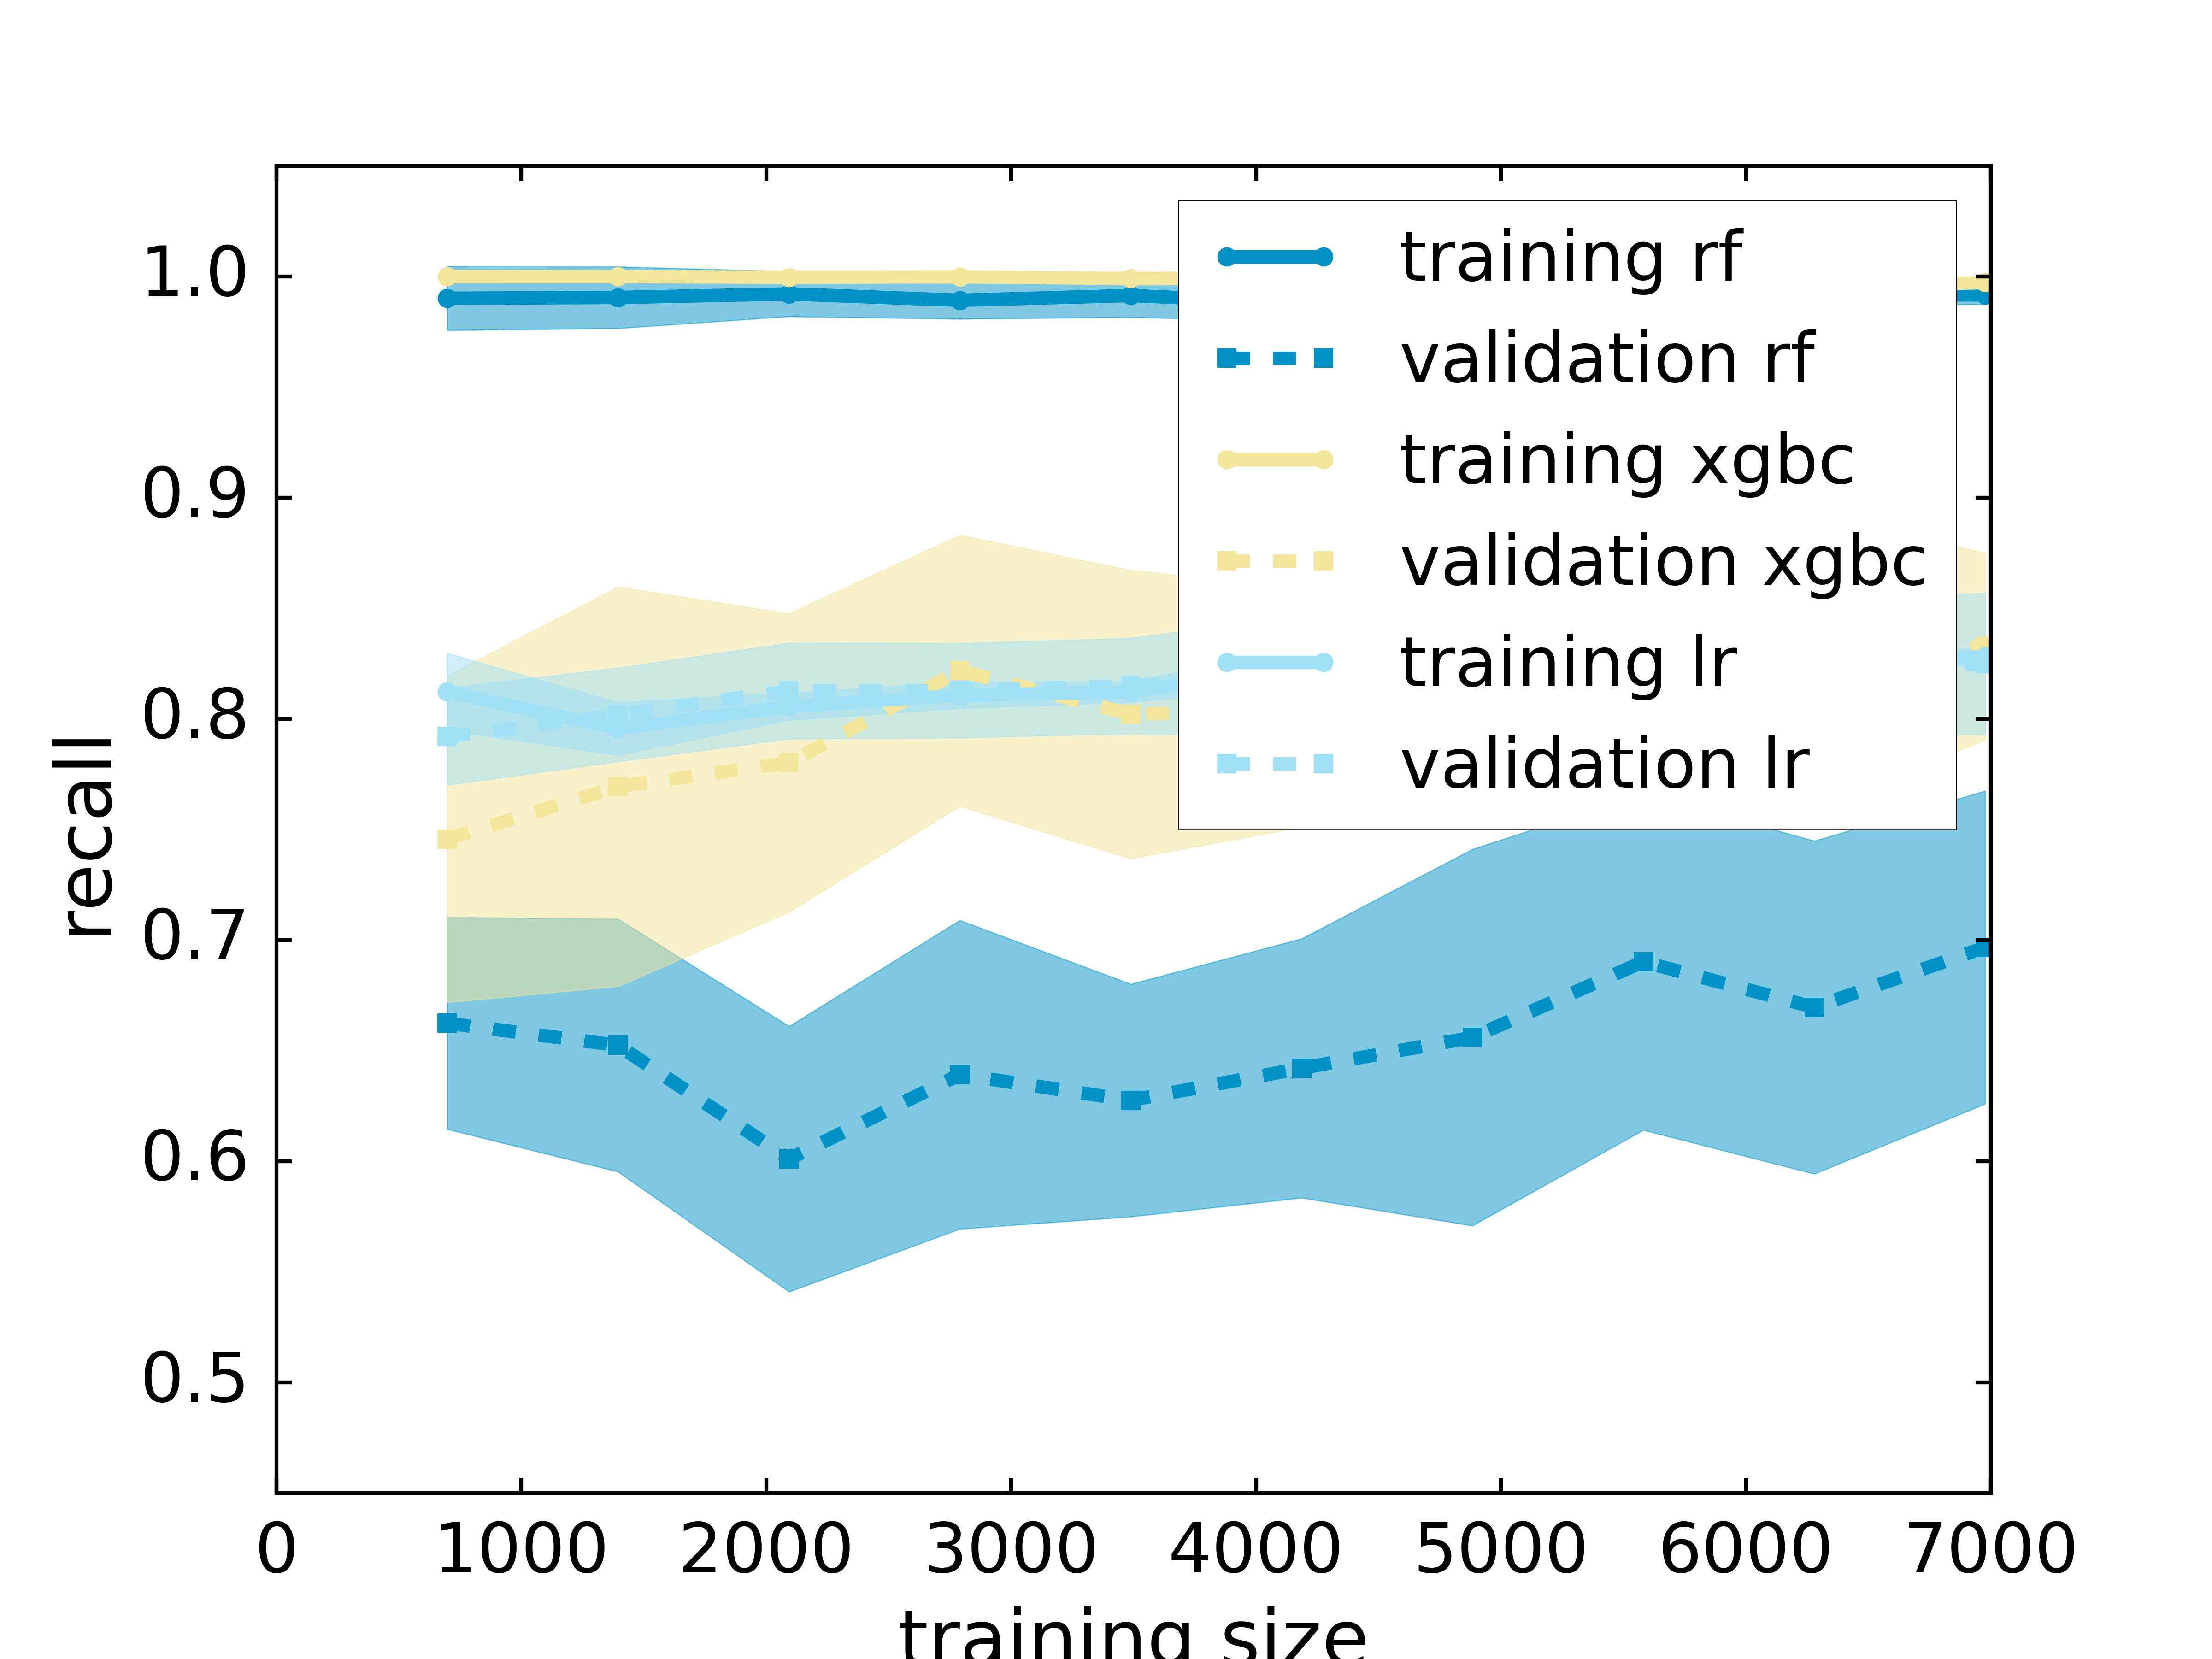 1.0
0.9
0.8
0.7
0.6
0.5
recall
training rf
validation rf
training xgbc
validation xgbc
training lr
validation lr
0 1000 2000 3000 4000 5000 6000 7000
training size